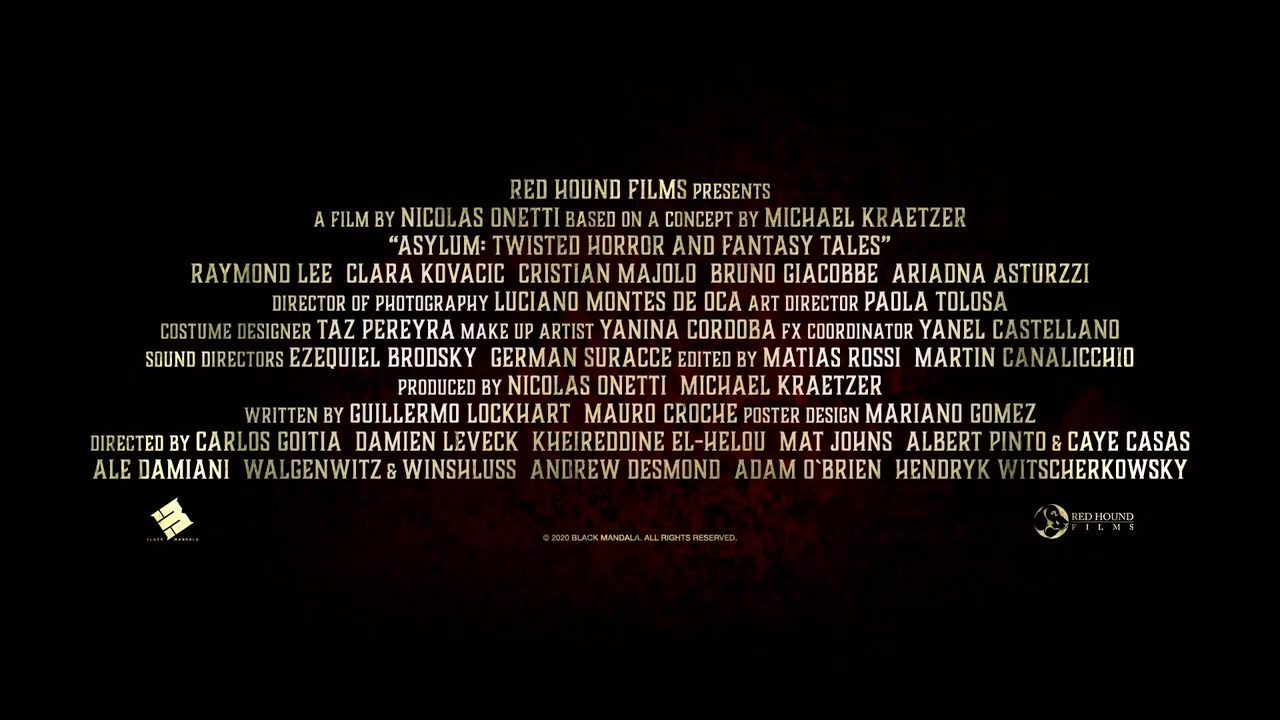 RED HOUND FILMS PRESENTS
A FILM BY NICOLAS ONETTI BASED ON A CONCEPT BY MICHAEL KRAETZER
“ASYLUM: TWISTED HORROR AND FANTASY TALES”
RAYMOND LEE CLARA KOVACIC CRISTIAN MAJOLO BRUNO GIACOBBE ARIADNA ASTURZZI
DIRECTOR OF PHOTOGRAPHY LUCIANO MONTES DE OCA ART DIRECTOR PAOLA TOLOSA
COSTUME DESIGNER TAZ PEREYRA MAKE UP ARTIST YANINA CORDOBA FX COORDINATOR YANEL CASTELLANO
SOUND DIRECTORS EZEQUIEL BRODSKY GERMAN SURACCE EDITED BY MATIAS ROSSI MARTIN CANALICCHIO
PRODUCED BY NICOLAS ONETTI MICHAEL KRAETZER
WRITTEN BY GUILLERMO LOCKHART MAURO CROCHE POSTER DESIGN MARIANO GOMEZ
DIRECTED BY CARLOS GOITIA DAMIEN LEVECK KHEIREDDINE EL-HELOU MAT JOHNS ALBERT PINTO & CAYE CASAS
ALE DAMIANI WALGENWITZ & WINSHLUSS ANDREW DESMOND ADAM O`BRIEN HENDRYK WITSCHERKOWSKY
BLACK MANDALA
RED HOUND
FILMS
© 2020 BLACK MANDALA. ALL RIGHTS RESERVED.